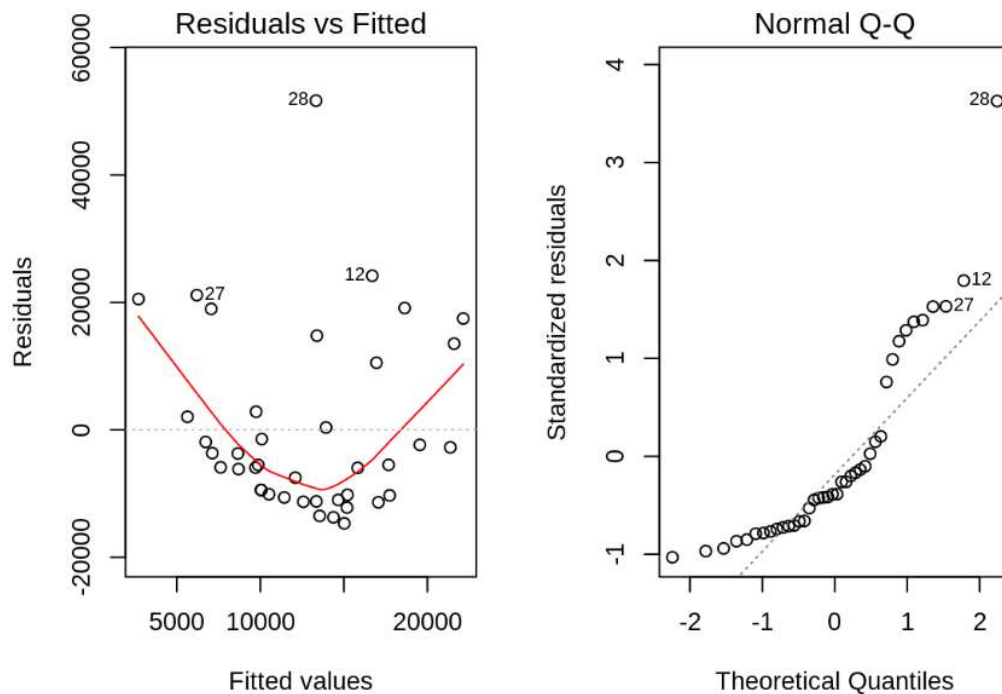 Residuals vs Fitted
Residuals
60000
40000
20000
0
-20000
28
12
27
5000 10000 20000
Fitted values
Normal Q-Q
Standardized residuals
4
3
2
1
0
-1
28
12
27
-2 -1 0 1 2
Theoretical Quantiles